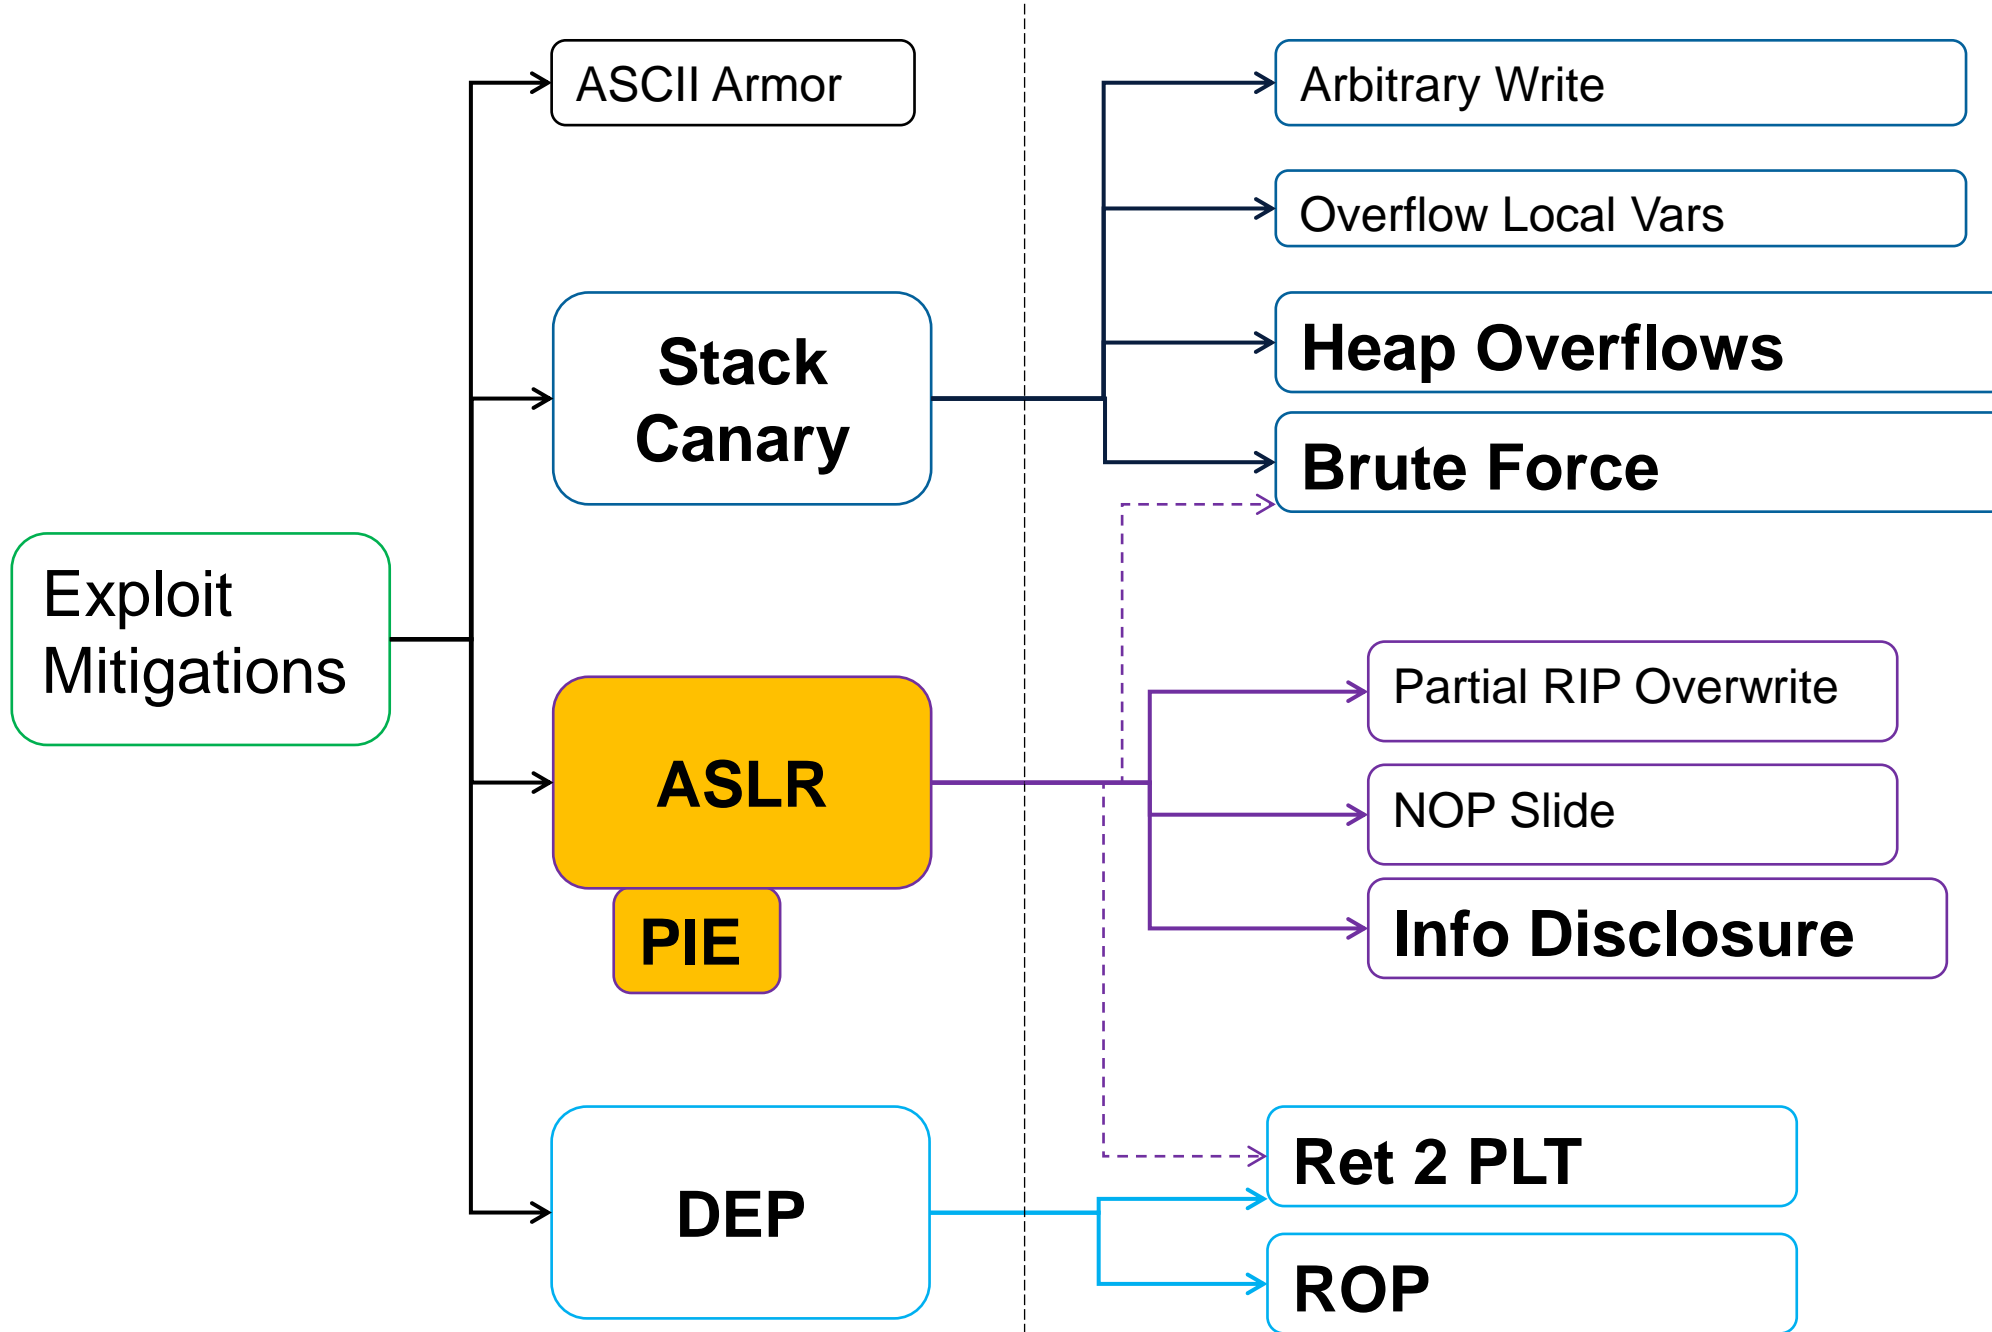 Exploit
Mitigations
ASCII Armor
Stack
Canary
ASLR
PIE
DEP
Arbitrary Write
Overflow Local Vars
Heap Overflows
Brute Force
Partial RIP Overwrite
NOP Slide
Info Disclosure
Ret 2 PLT
ROP